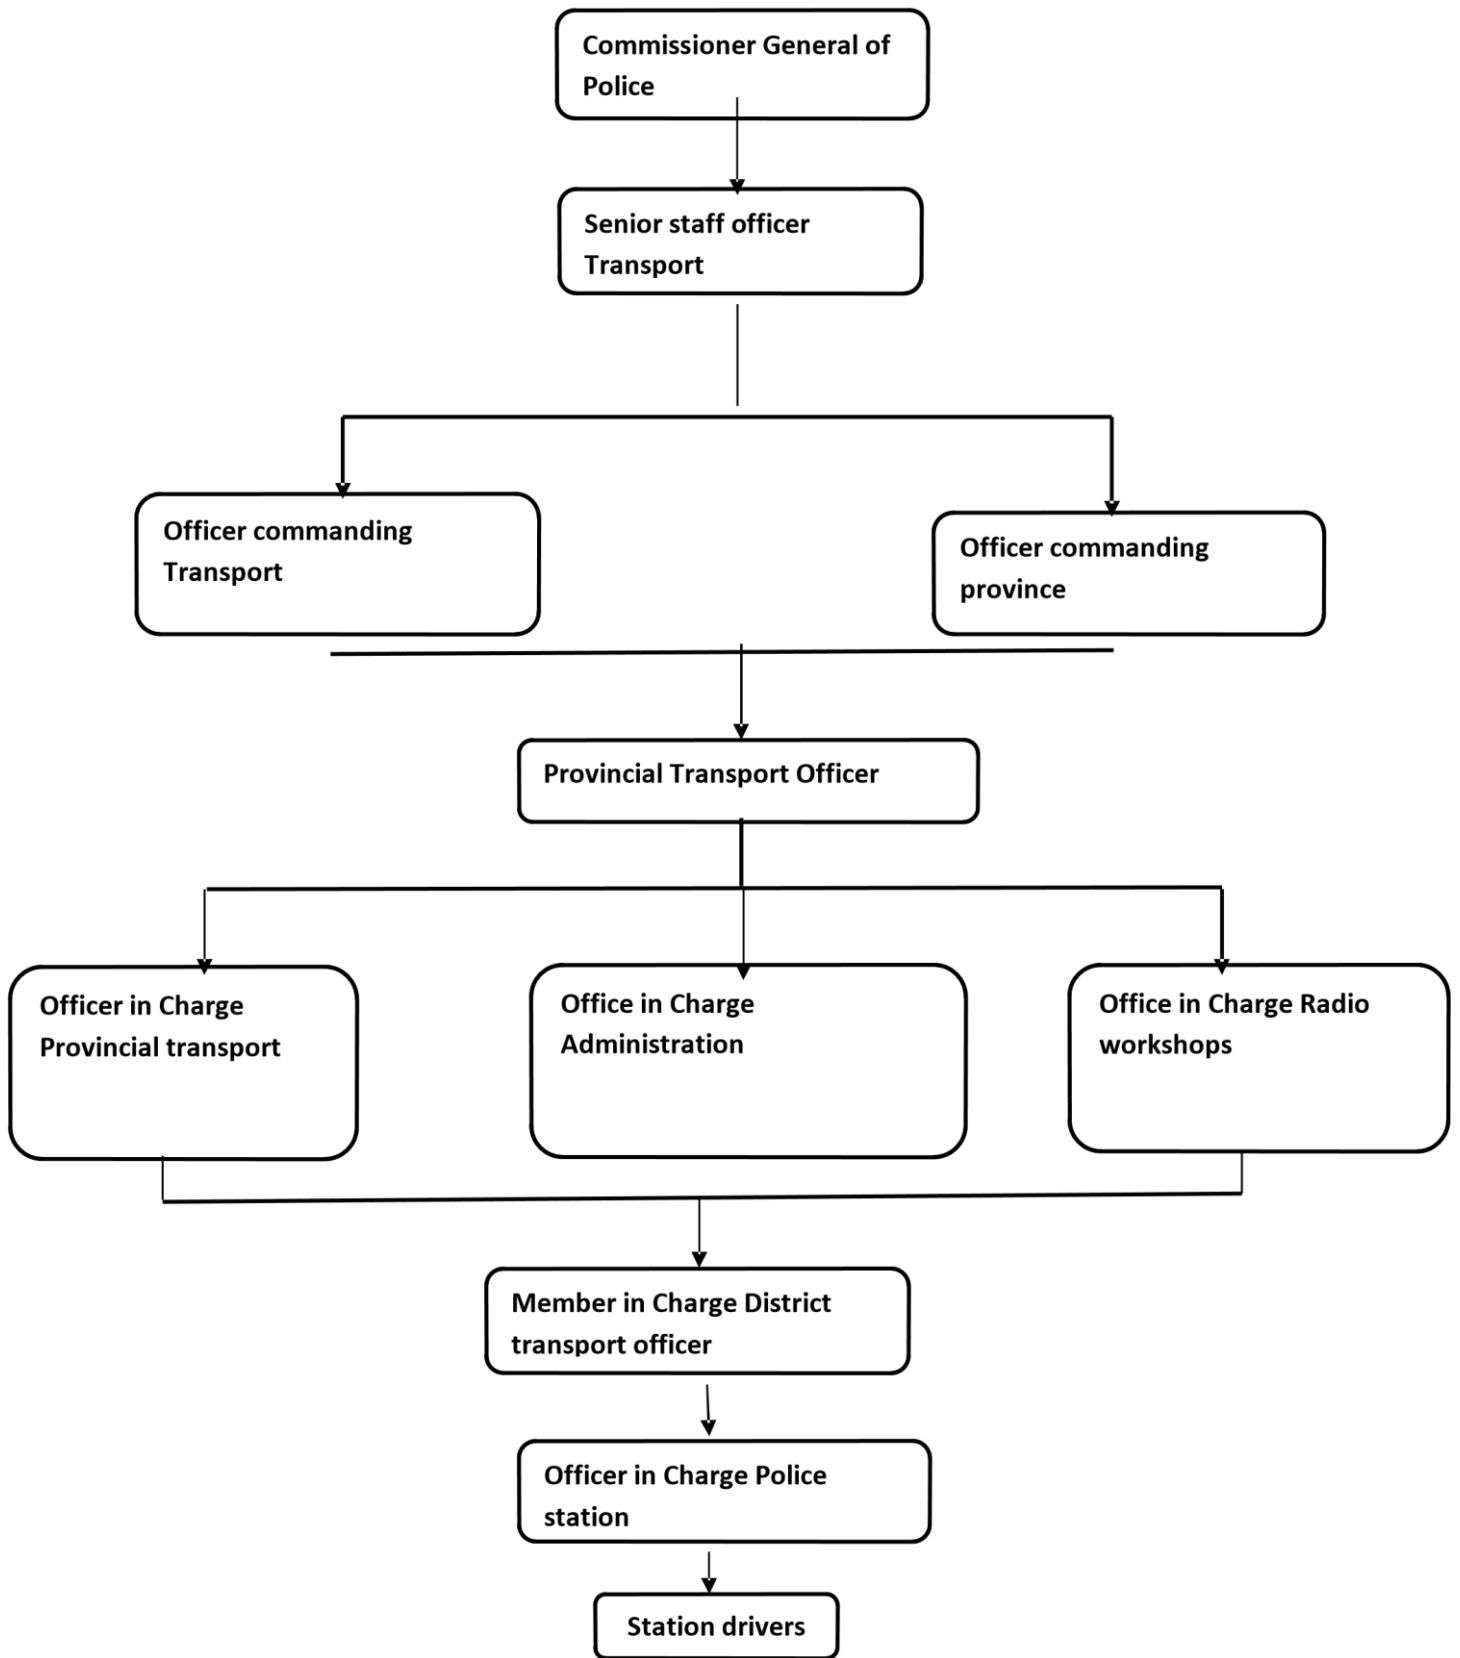 Commissioner General of
Police
Senior staff officer
Transport
Officer commanding
Transport
Officer commanding
province
Provincial Transport Officer
Officer in Charge
Provincial transport
Office in Charge
Administration
Office in Charge Radio
workshops
Member in Charge District
transport officer
Officer in Charge Police
station
Station drivers